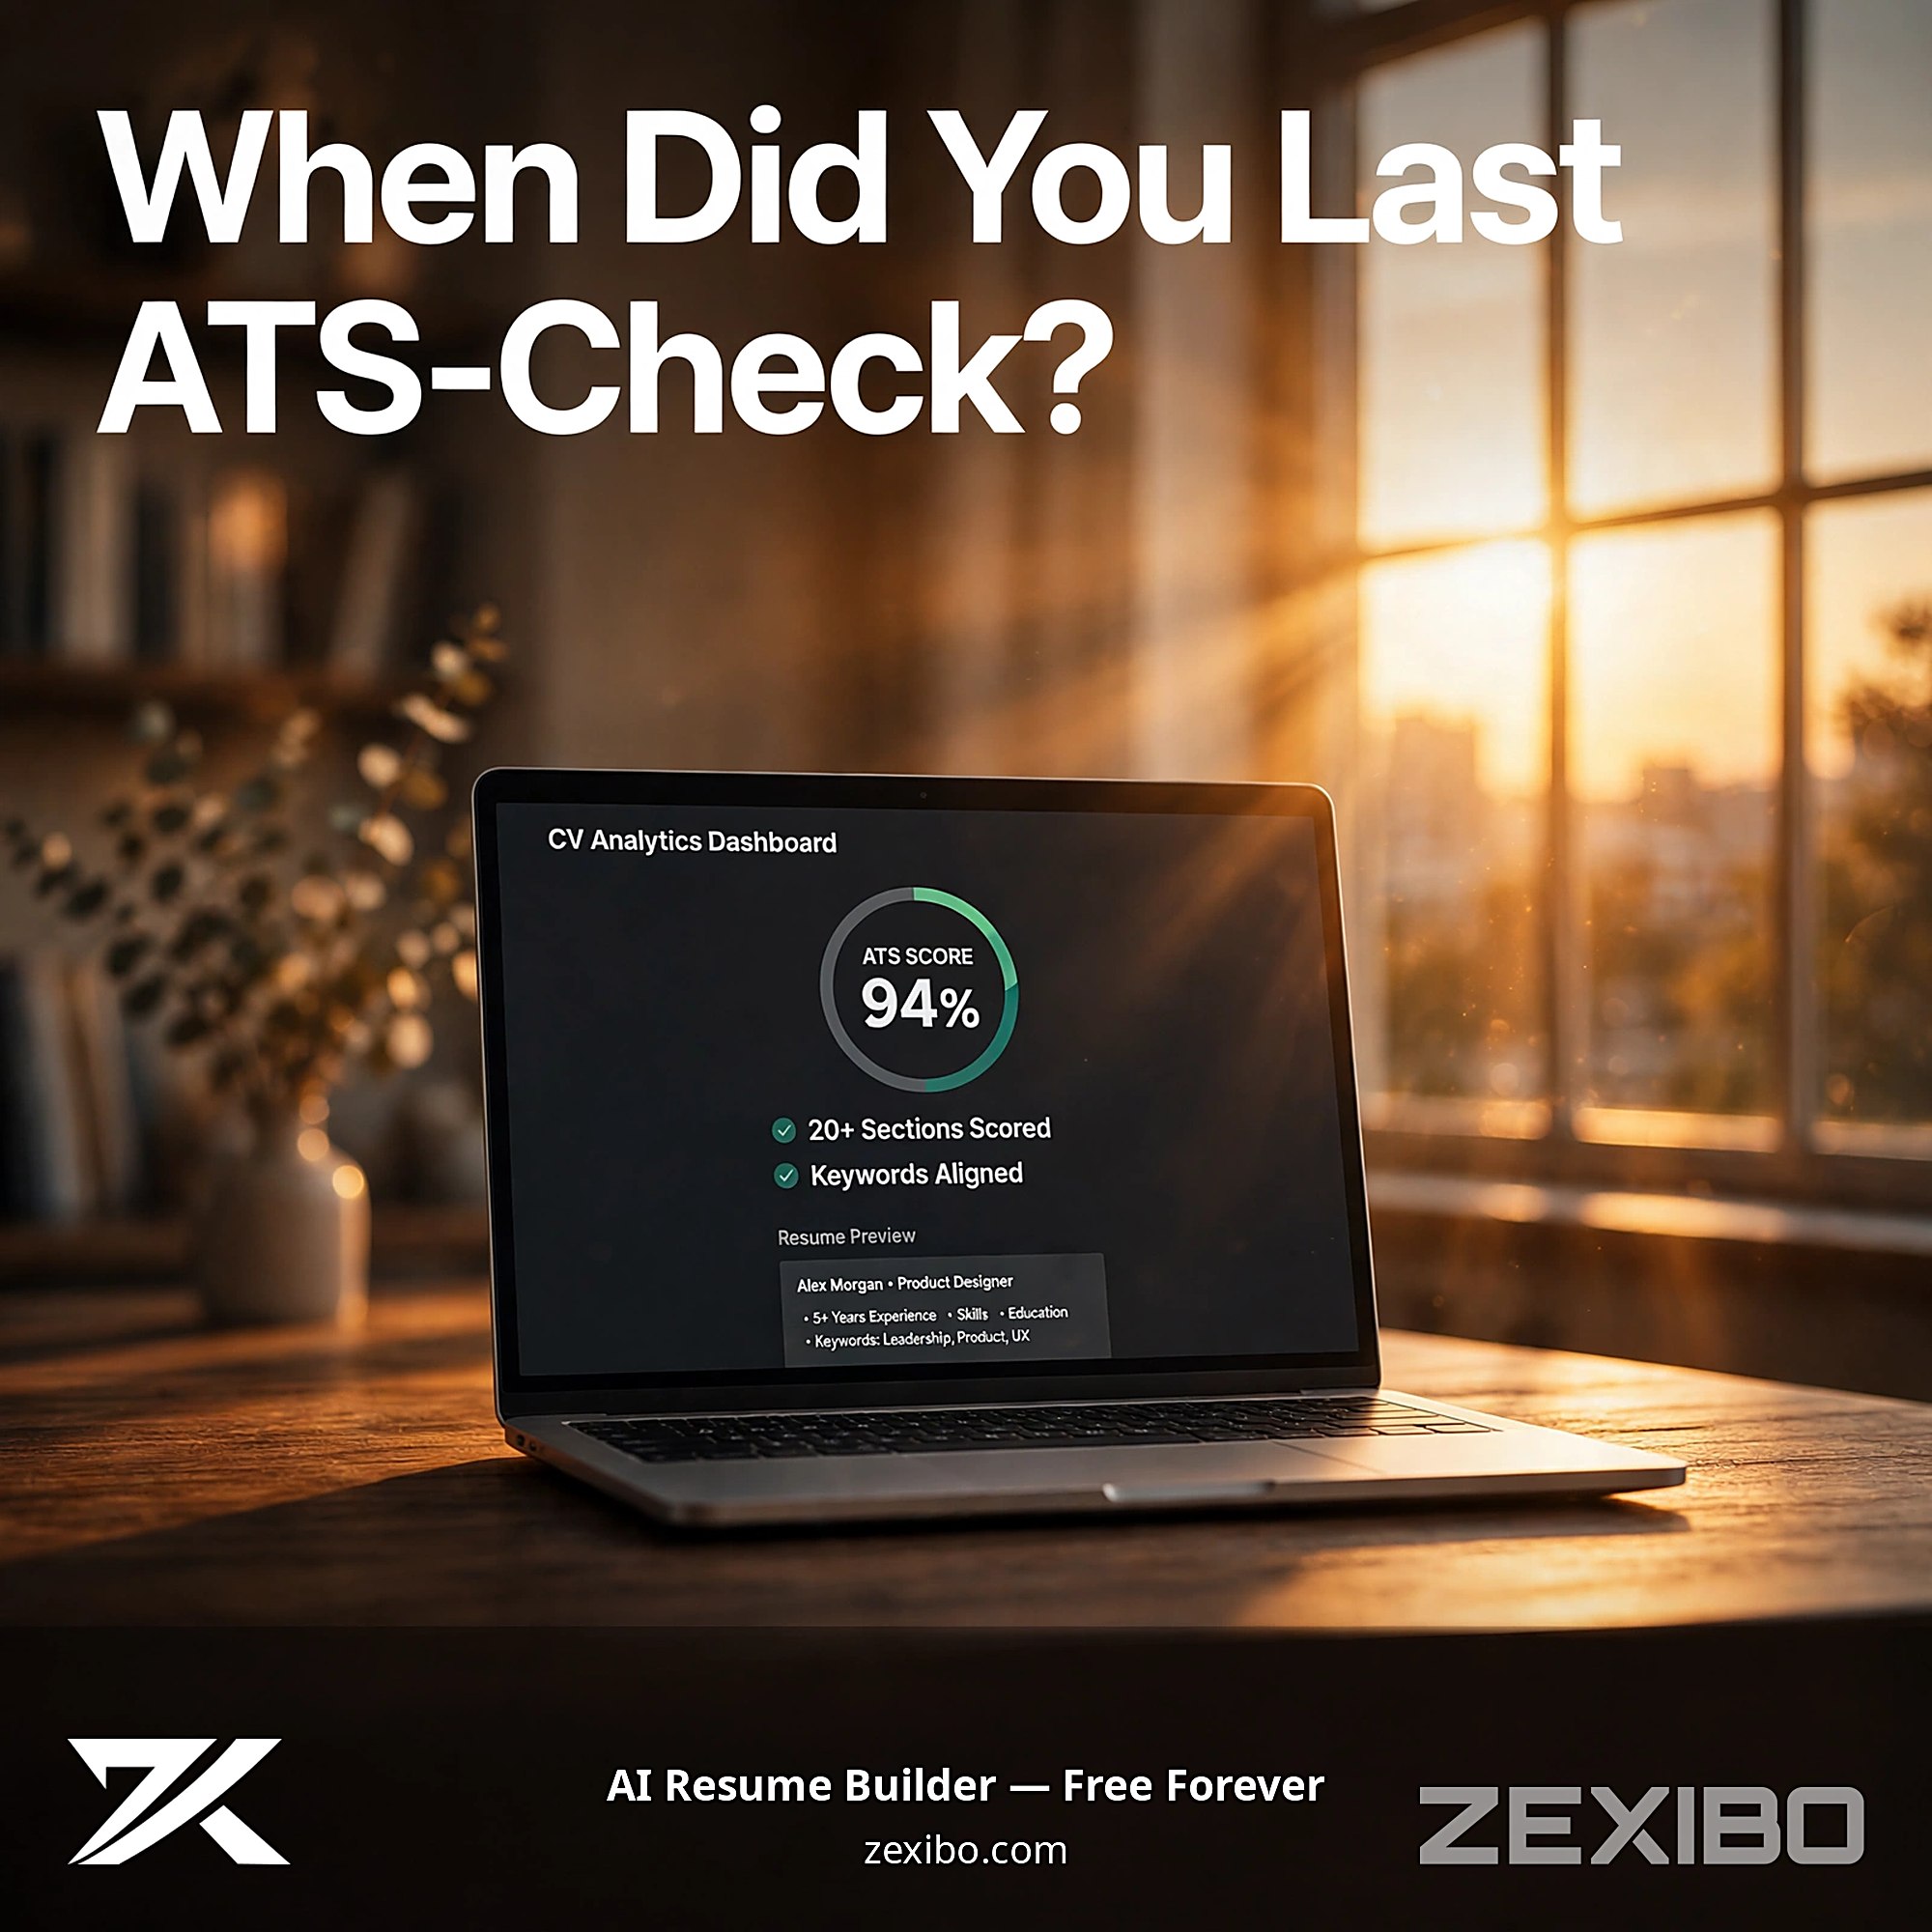 When Did You Last
ATS-Check?
CV Analytics Dashboard
ATS SCORE
94%
20+ Sections Scored
Keywords Aligned
Resume Preview
Alex Morgan • Product Designer
• 5+ Years Experience • Skills • Education
• Keywords: Leadership, Product, UX
AI Resume Builder — Free Forever
zexibo.com
ZEXIBO